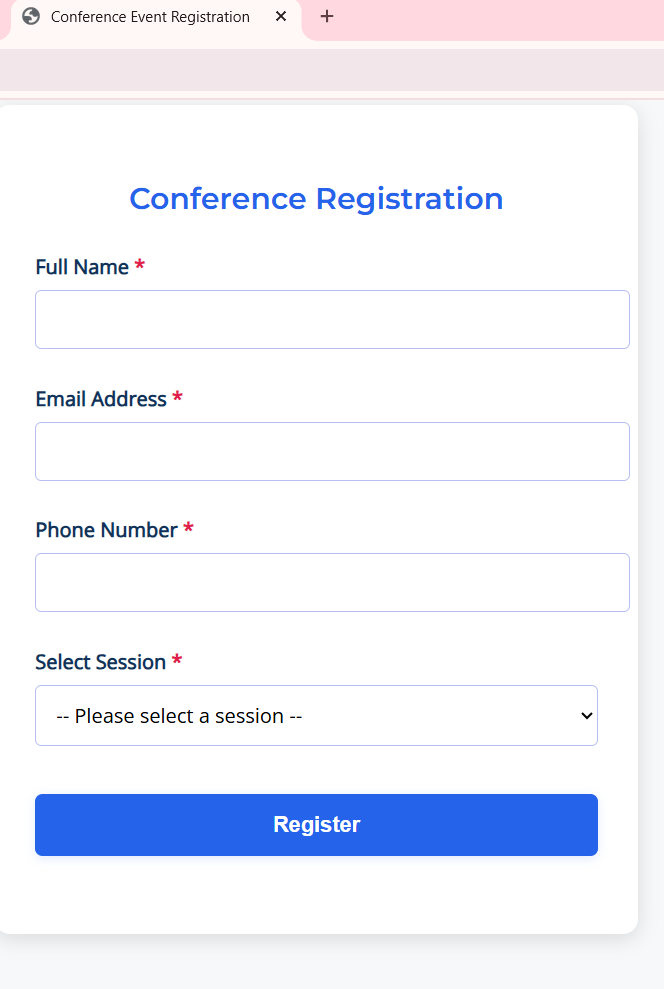 Conference Event Registration
Conference Registration
Full Name *
Email Address *
Phone Number *
Select Session *
-- Please select a session --
Register